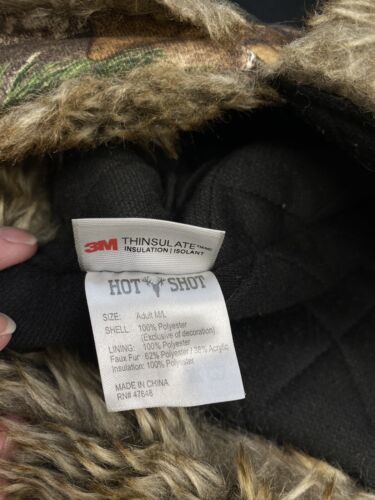 3M THINSULATE™
INSULATION | ISOLANT
HOT SHOT
SIZE: Adult M/L
SHELL: 100% Polyester
(Exclusive of decoration)
LINING: 100% Polyester
Faux Fur: 62% Polyester / 38% Acrylic
Insulation: 100% Polyester
MADE IN CHINA
RN# 47648